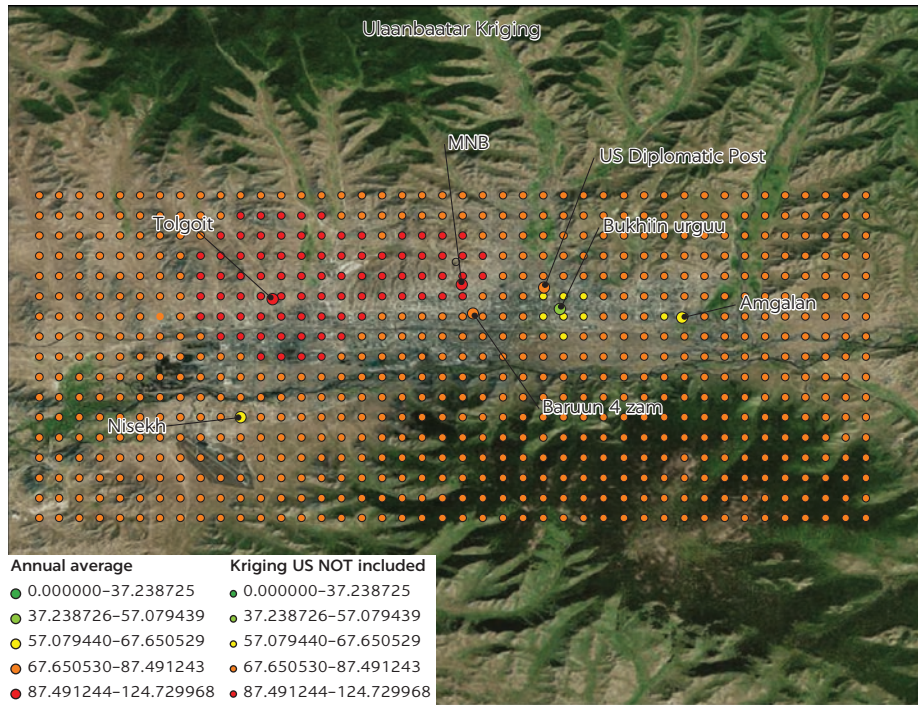 Ulaanbaatar Kriging
MNB
US Diplomatic Post
Tolgoit
Bukhiin urguu
Amgalan
Baruun 4 zam
Nisekh
Annual average
0.000000–37.238725
37.238726–57.079439
57.079440–67.650529
67.650530–87.491243
87.491244–124.729968
Kriging US NOT included
0.000000–37.238725
37.238726–57.079439
57.079440–67.650529
67.650530–87.491243
87.491244–124.729968